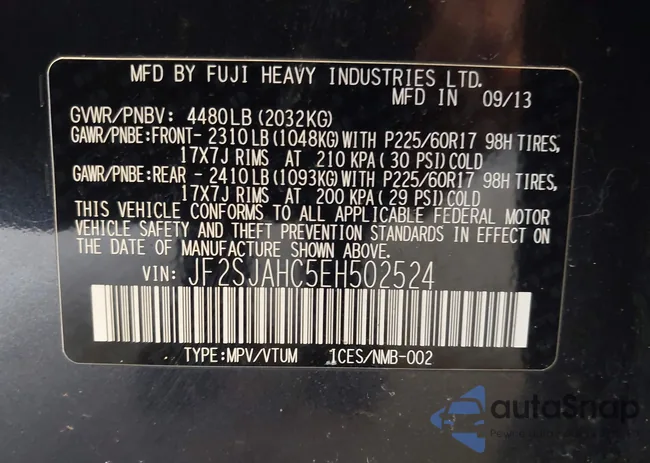 MFD BY FUJI HEAVY INDUSTRIES LTD.
MFD IN 09/13
GVWR/PNBV: 4480LB (2032KG)
GAWR/PNBE:FRONT- 2310LB (1048KG) WITH P225/60R17 98H TIRES,
17X7J RIMS AT 210 KPA ( 30 PSI) COLD
GAWR/PNBE:REAR - 2410LB (1093KG) WITH P225/60R17 98H TIRES,
17X7J RIMS AT 200 KPA ( 29 PSI) COLD
THIS VEHICLE CONFORMS TO ALL APPLICABLE FEDERAL MOTOR
VEHICLE SAFETY AND THEFT PREVENTION STANDARDS IN EFFECT ON
THE DATE OF MANUFACTURE SHOWN ABOVE.
VIN: JF2SJAHC5EH502524
TYPE:MPV/VTUM 1CES/NMB-002
autoSnap